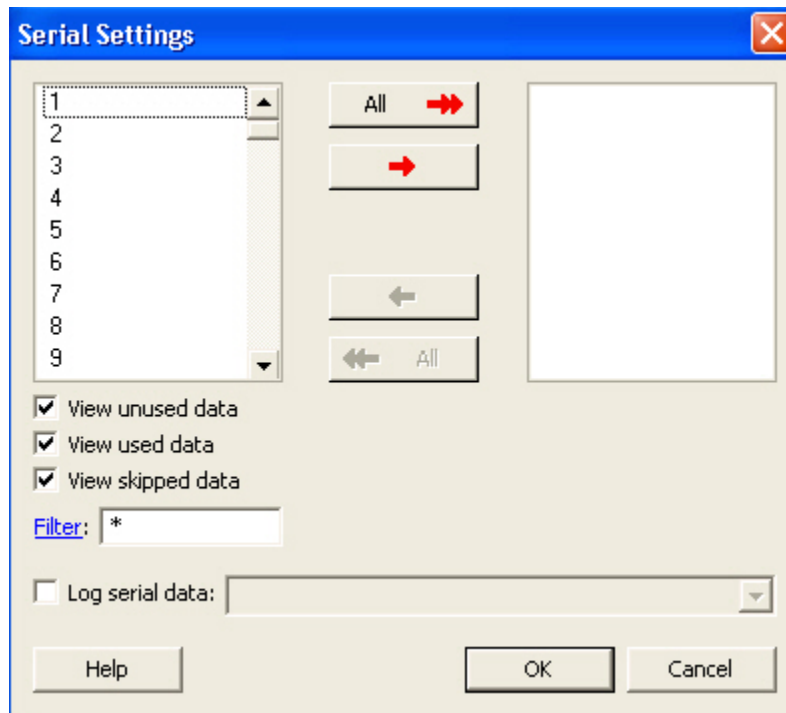 Serial Settings
1
2
3
4
5
6
7
8
9
All
All
View unused data
View used data
View skipped data
Filter: *
Log serial data:
Help
OK
Cancel